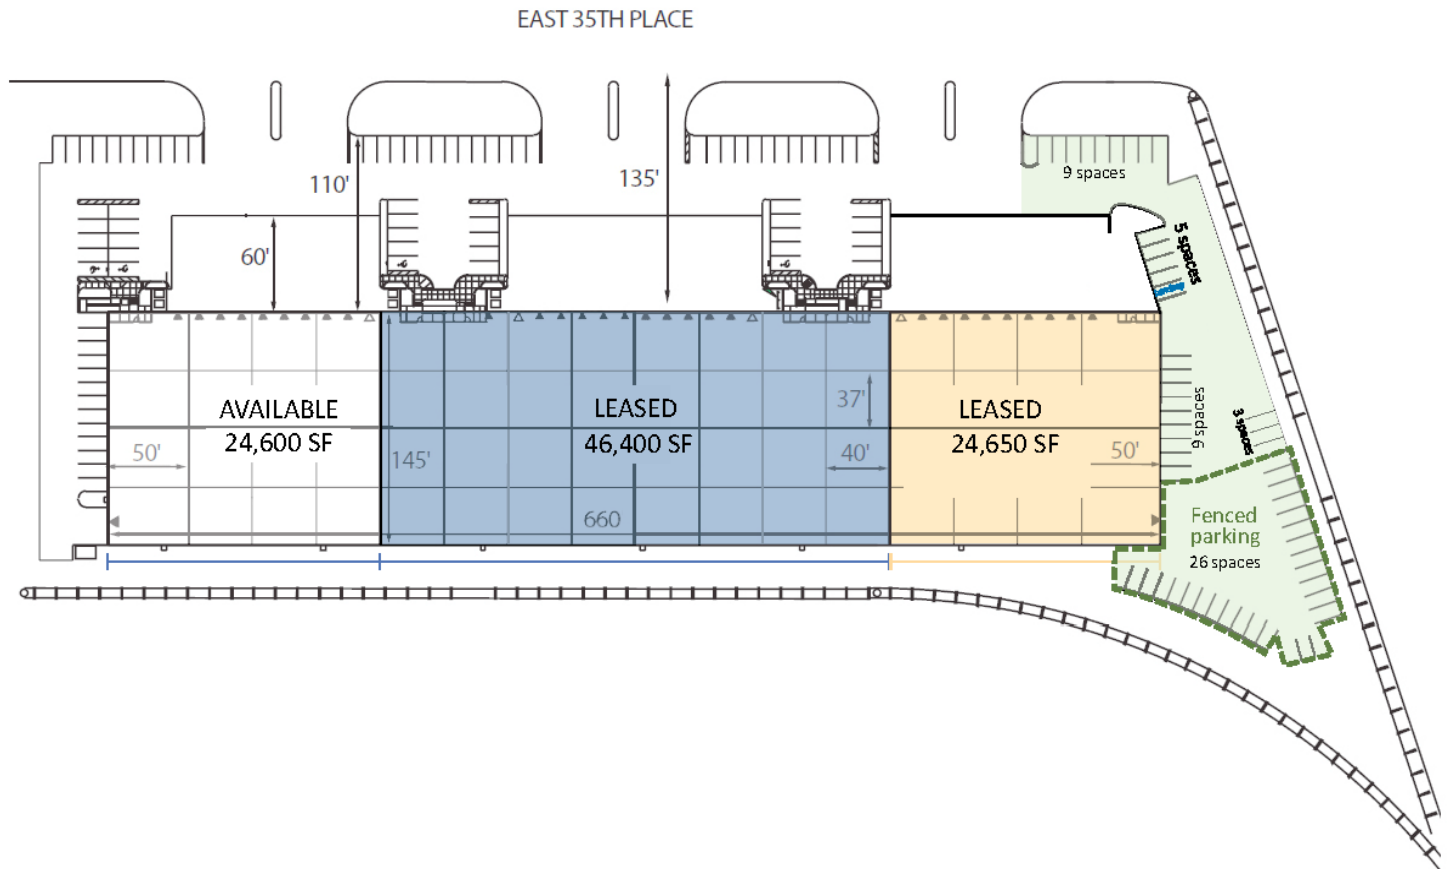 EAST 35TH PLACE
110'
135'
9 spaces
60'
5 spaces
AVAILABLE
24,600 SF
LEASED
46,400 SF
37'
LEASED
24,650 SF
9 spaces
3 spaces
50'
145'
40'
50'
660
Fenced
parking
26 spaces